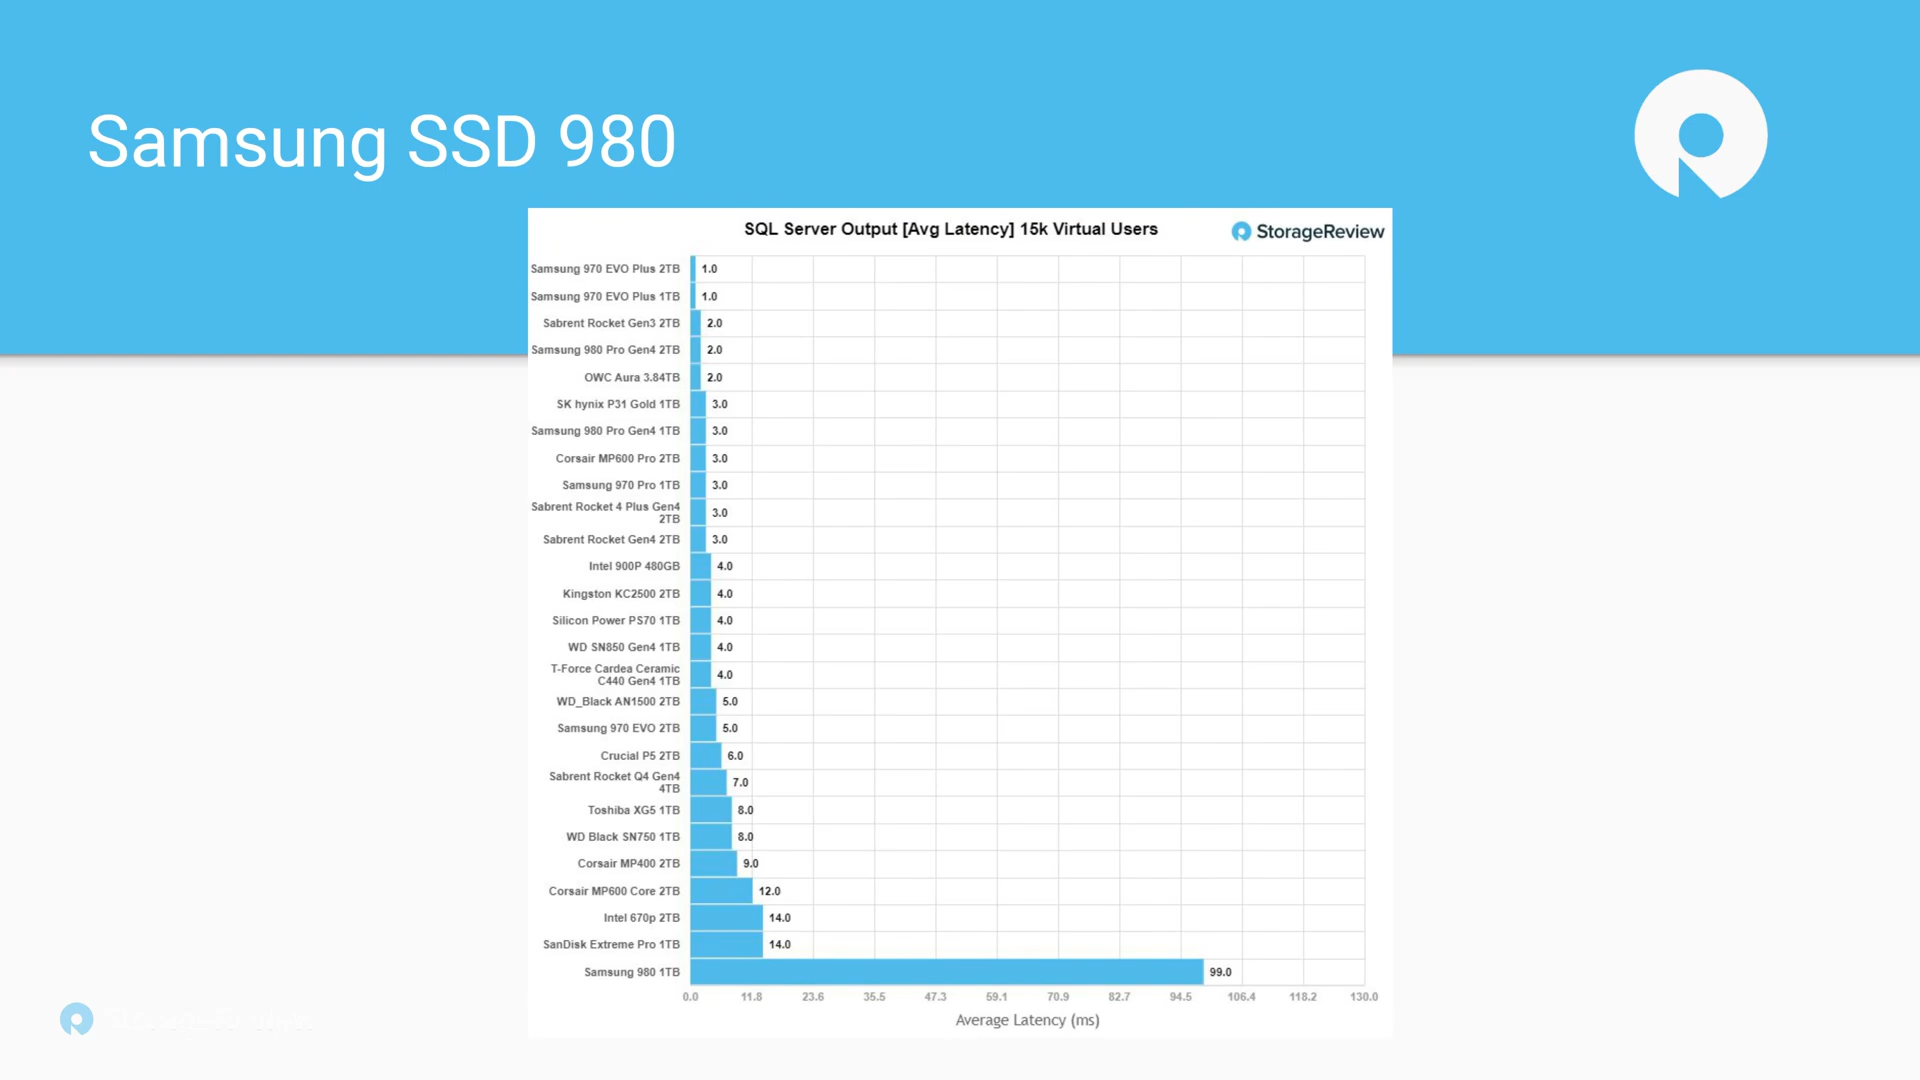 Samsung SSD 980
SQL Server Output [Avg Latency] 15k Virtual Users
StorageReview
Samsung 970 EVO Plus 2TB 1.0
Samsung 970 EVO Plus 1TB 1.0
Sabrent Rocket Gen3 2TB 2.0
Samsung 980 Pro Gen4 2TB 2.0
OWC Aura 3.84TB 2.0
SK hynix P31 Gold 1TB 3.0
Samsung 980 Pro Gen4 1TB 3.0
Corsair MP600 Pro 2TB 3.0
Samsung 970 Pro 1TB 3.0
Sabrent Rocket 4 Plus Gen4
2TB 3.0
Sabrent Rocket Gen4 2TB 3.0
Intel 900P 480GB 4.0
Kingston KC2500 2TB 4.0
Silicon Power PS70 1TB 4.0
WD SN850 Gen4 1TB 4.0
T-Force Cardea Ceramic
C440 Gen4 1TB 4.0
WD_Black AN1500 2TB 5.0
Samsung 970 EVO 2TB 5.0
Crucial P5 2TB 6.0
Sabrent Rocket Q4 Gen4
4TB 7.0
Toshiba XG5 1TB 8.0
WD Black SN750 1TB 8.0
Corsair MP400 2TB 9.0
Corsair MP600 Core 2TB 12.0
Intel 670p 2TB 14.0
SanDisk Extreme Pro 1TB 14.0
Samsung 980 1TB 99.0
0.0 11.8 23.6 35.5 47.3 59.1 70.9 82.7 94.5 106.4 118.2 130.0
Average Latency (ms)